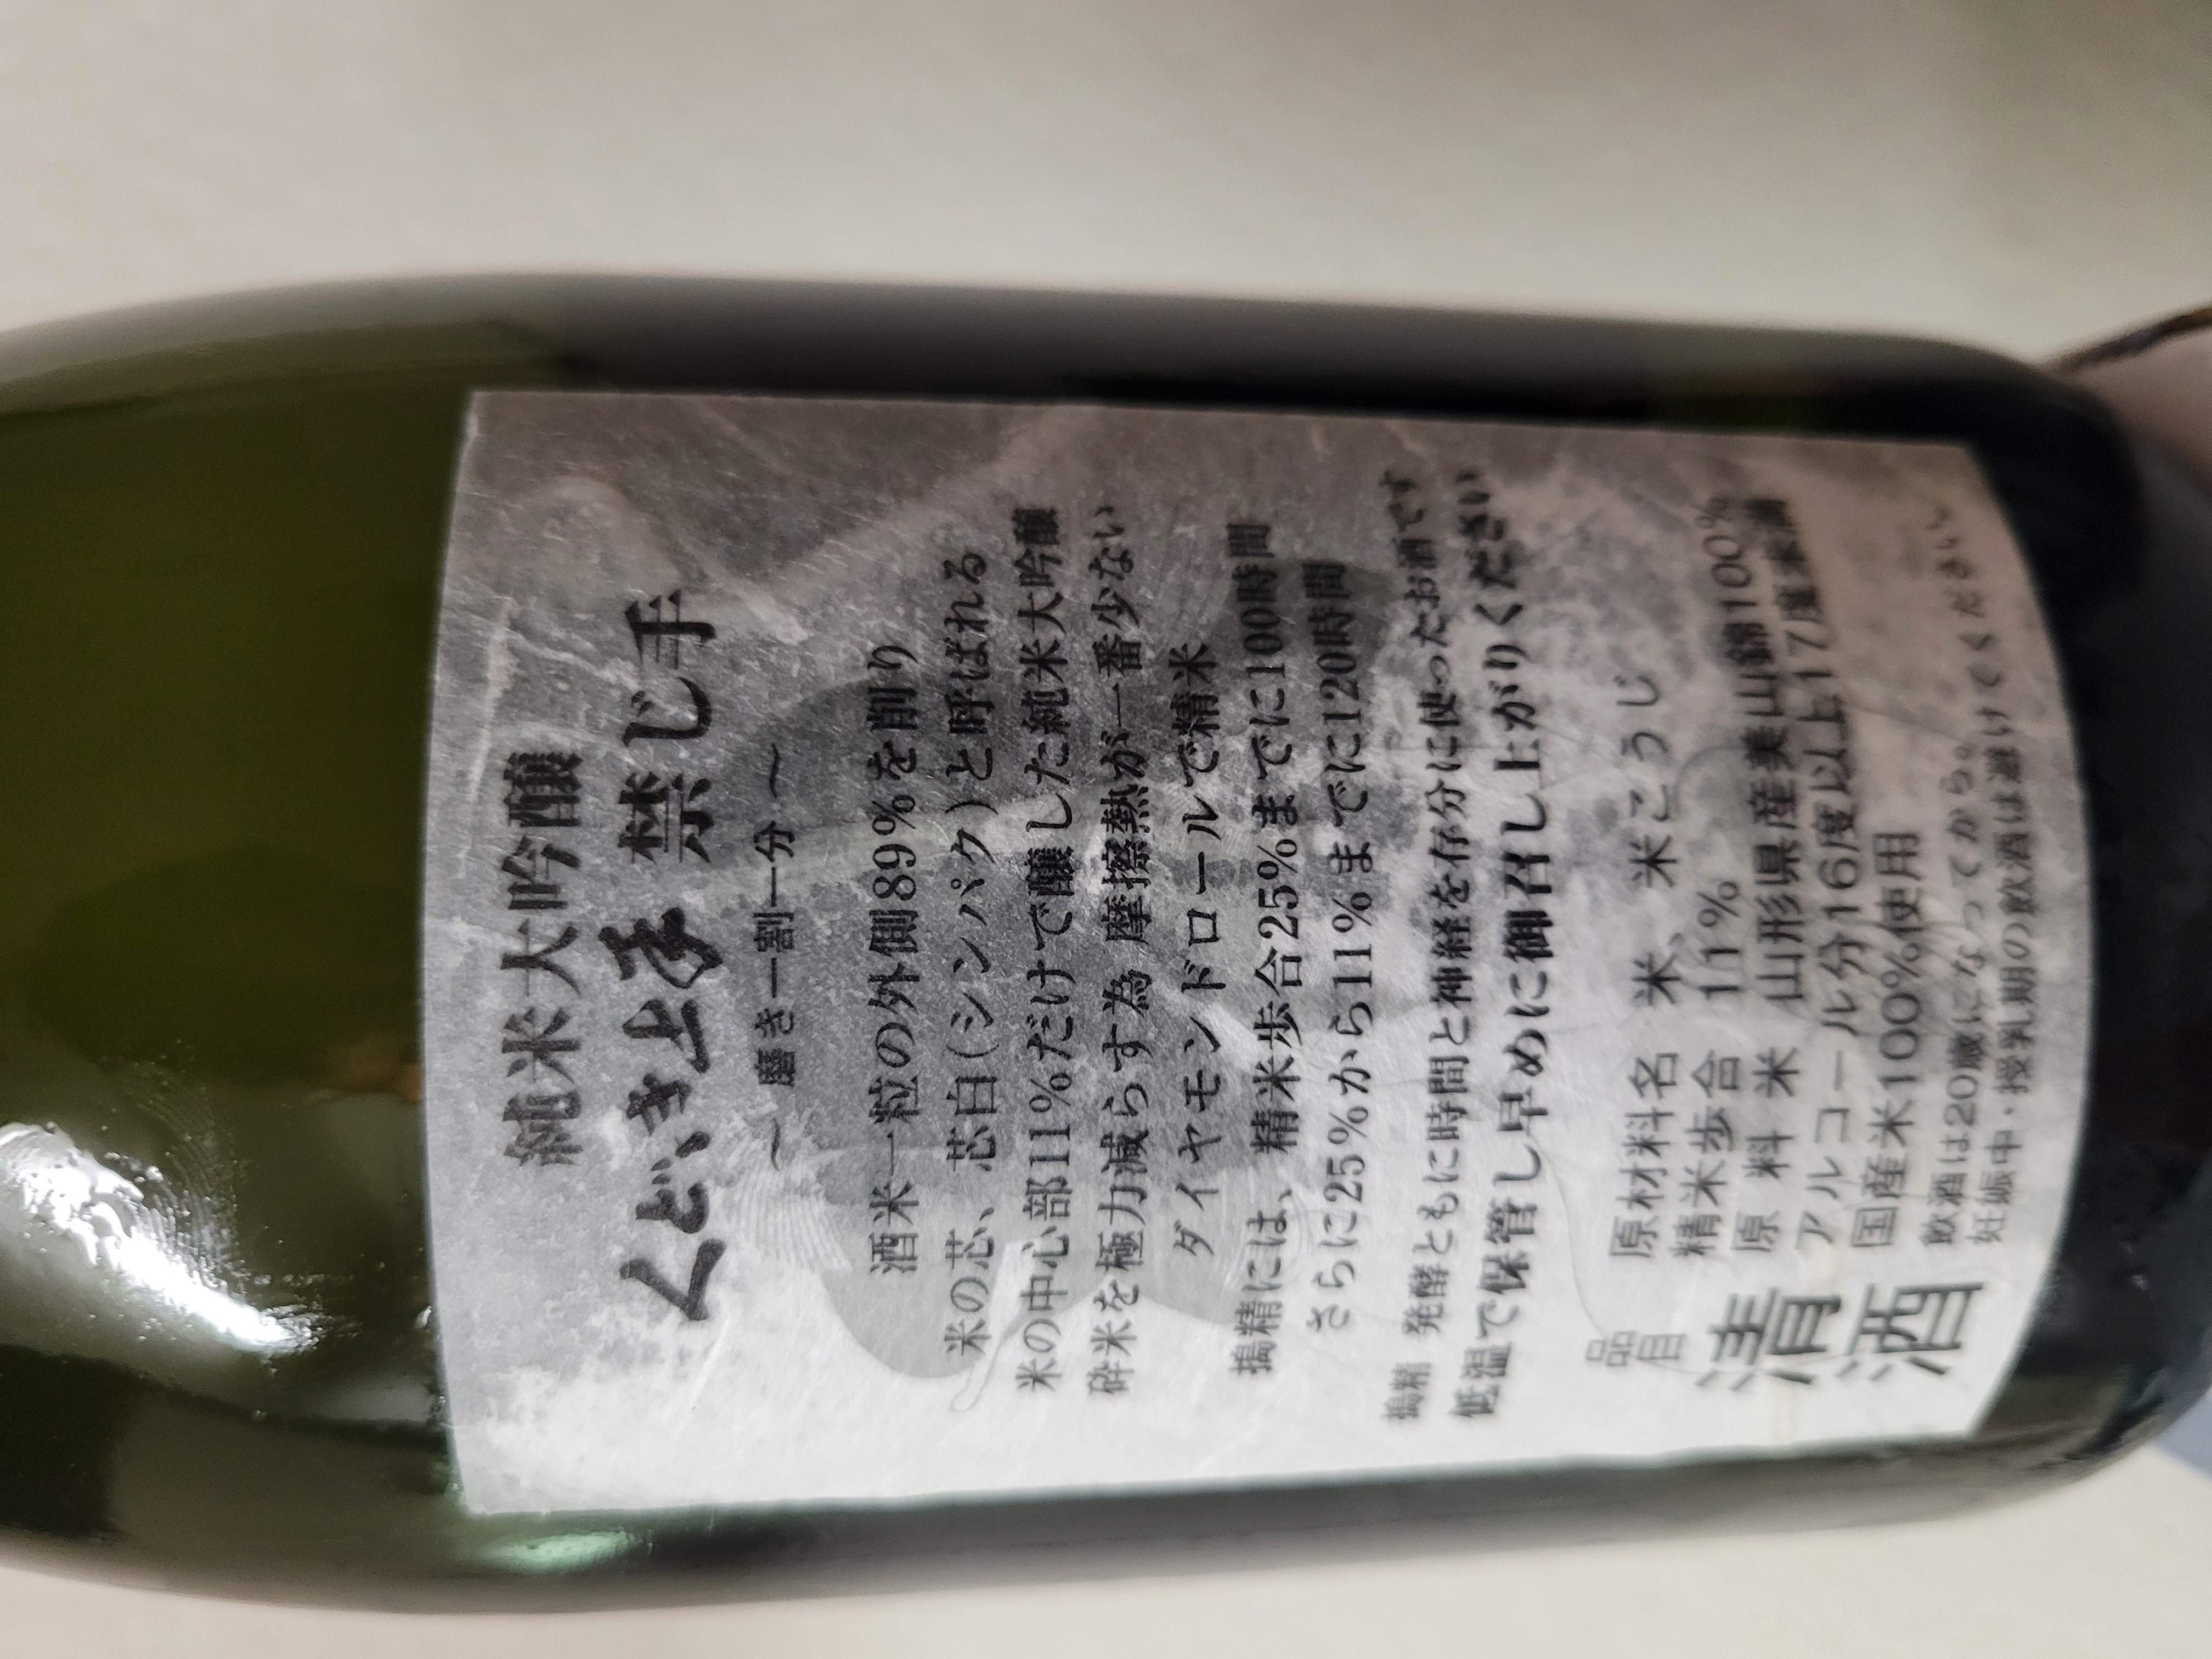 純米大吟醸
くどき上手 禁じ手
～磨き一割一分～
酒米一粒の外側89%を削り
米の芯、芯白(シンパク)と呼ばれる
米の中心部11%だけで醸した純米大吟醸
砕米を極力減らす為 摩擦熱が一番少ない
ダイヤモンドロールで精米
搗精には、精米歩合25%までに100時間
さらに25%から11%までに120時間
搗精 発酵ともに時間と神経を存分に使ったお酒です
低温で保管し早めに御召し上がりください
品目
清酒
原材料名 米、米こうじ
精米歩合 11%
原料米 山形県産美山錦100%
アルコール分16度以上17度未満
国産米100%使用
飲酒は20歳になってから。
妊娠中・授乳期の飲酒は避けてください